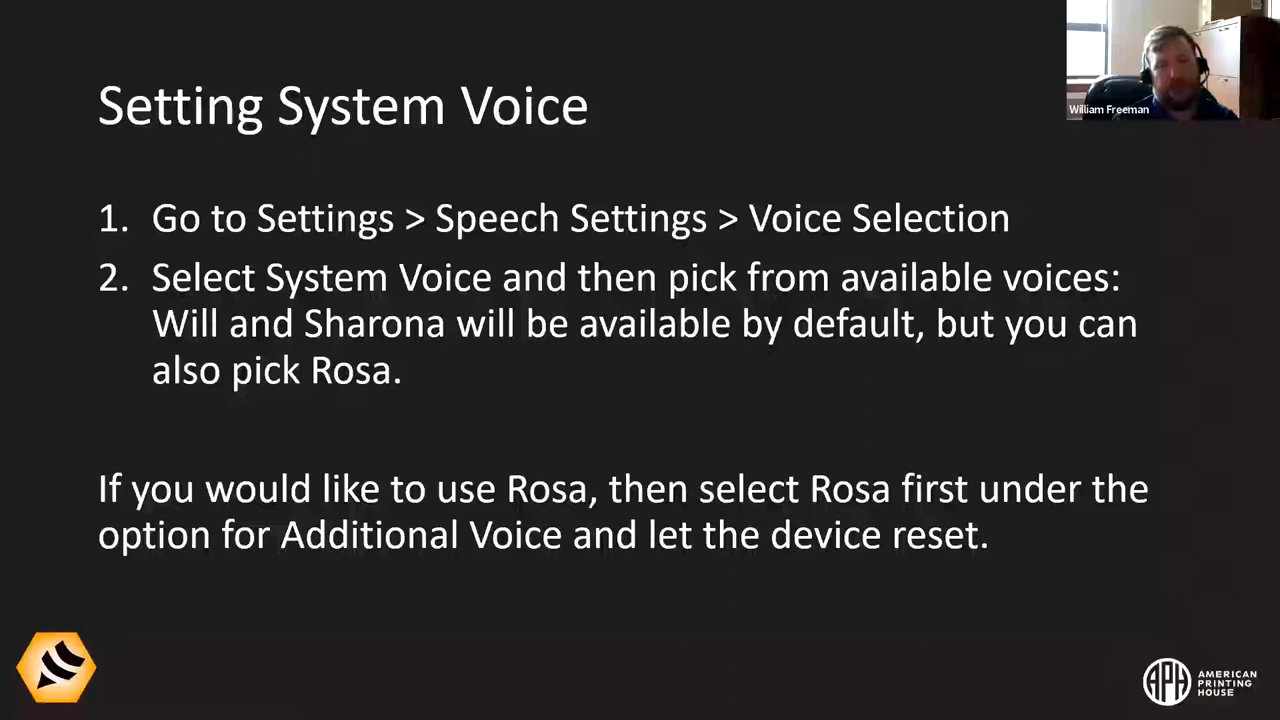 William Freeman
Setting System Voice
1. Go to Settings > Speech Settings > Voice Selection
2. Select System Voice and then pick from available voices:
Will and Sharona will be available by default, but you can
also pick Rosa.
If you would like to use Rosa, then select Rosa first under the
option for Additional Voice and let the device reset.
APH
AMERICAN
PRINTING
HOUSE